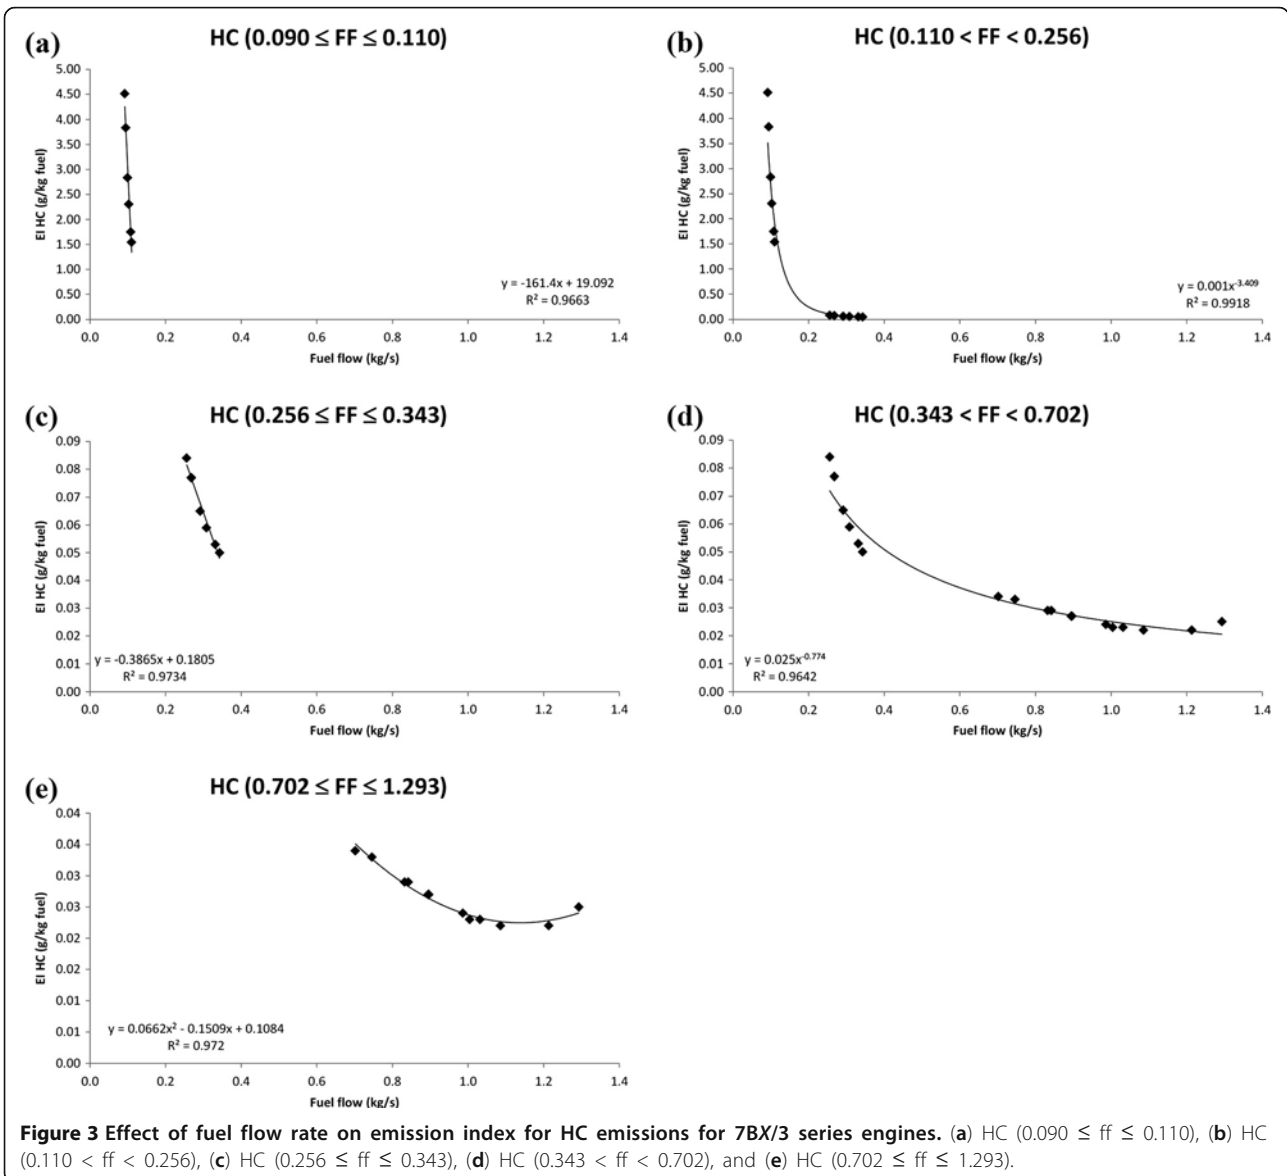 (a)
HC (0.090 ≤ FF ≤ 0.110)
5.00
4.50
4.00
3.50
3.00
2.50
2.00
1.50
1.00
0.50
0.00
EI HC (g/kg fuel)
y = -161.4x + 19.092
R² = 0.9663
0.0 0.2 0.4 0.6 0.8 1.0 1.2 1.4
Fuel flow (kg/s)
(b)
HC (0.110 < FF < 0.256)
5.00
4.50
4.00
3.50
3.00
2.50
2.00
1.50
1.00
0.50
0.00
EI HC (g/kg fuel)
y = 0.001x^-3.409
R² = 0.9918
0.0 0.2 0.4 0.6 0.8 1.0 1.2 1.4
Fuel flow (kg/s)
(c)
HC (0.256 ≤ FF ≤ 0.343)
0.09
0.08
0.07
0.06
0.05
0.04
0.03
0.02
0.01
0.00
EI HC (g/kg fuel)
y = -0.3865x + 0.1805
R² = 0.9734
0.0 0.2 0.4 0.6 0.8 1.0 1.2 1.4
Fuel flow (kg/s)
(d)
HC (0.343 < FF < 0.702)
0.09
0.08
0.07
0.06
0.05
0.04
0.03
0.02
0.01
0.00
EI HC (g/kg fuel)
y = 0.025x^-0.774
R² = 0.9642
0.0 0.2 0.4 0.6 0.8 1.0 1.2 1.4
Fuel flow (kg/s)
(e)
HC (0.702 ≤ FF ≤ 1.293)
0.04
0.04
0.03
0.03
0.02
0.02
0.01
0.01
0.00
EI HC (g/kg fuel)
y = 0.0662x² - 0.1509x + 0.1084
R² = 0.972
0.0 0.2 0.4 0.6 0.8 1.0 1.2 1.4
Fuel flow (kg/s)
Figure 3 Effect of fuel flow rate on emission index for HC emissions for 7BX/3 series engines. (a) HC (0.090 ≤ ff ≤ 0.110), (b) HC
(0.110 < ff < 0.256), (c) HC (0.256 ≤ ff ≤ 0.343), (d) HC (0.343 < ff < 0.702), and (e) HC (0.702 ≤ ff ≤ 1.293).